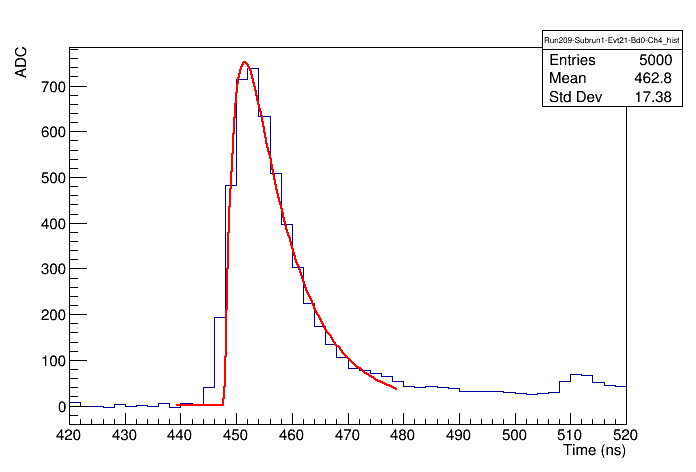 Run209-Subrun1-Evt21-Bd0-Ch4_hist
Entries 5000
Mean 462.8
Std Dev 17.38
ADC
700
600
500
400
300
200
100
0
420 430 440 450 460 470 480 490 500 510 520
Time (ns)